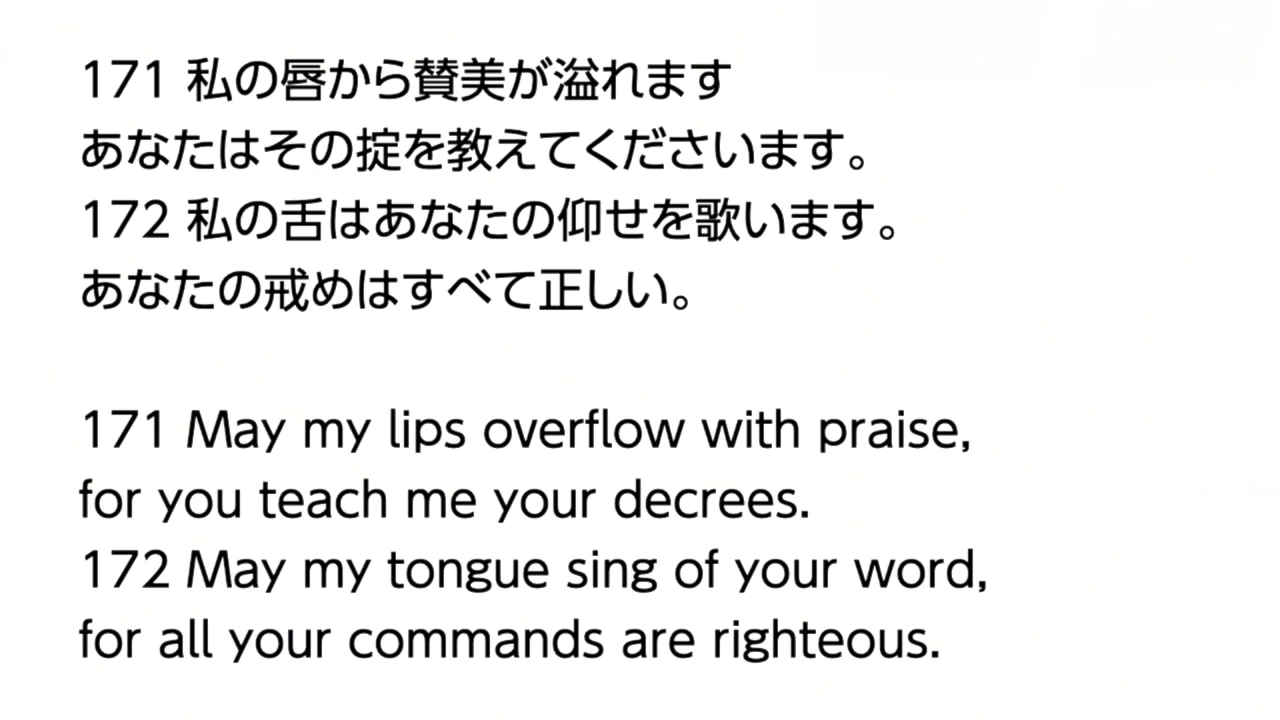 171 私の唇から賛美が溢れます
あなたはその掟を教えてくださいます。
172 私の舌はあなたの仰せを歌います。
あなたの戒めはすべて正しい。
171 May my lips overflow with praise,
for you teach me your decrees.
172 May my tongue sing of your word,
for all your commands are righteous.